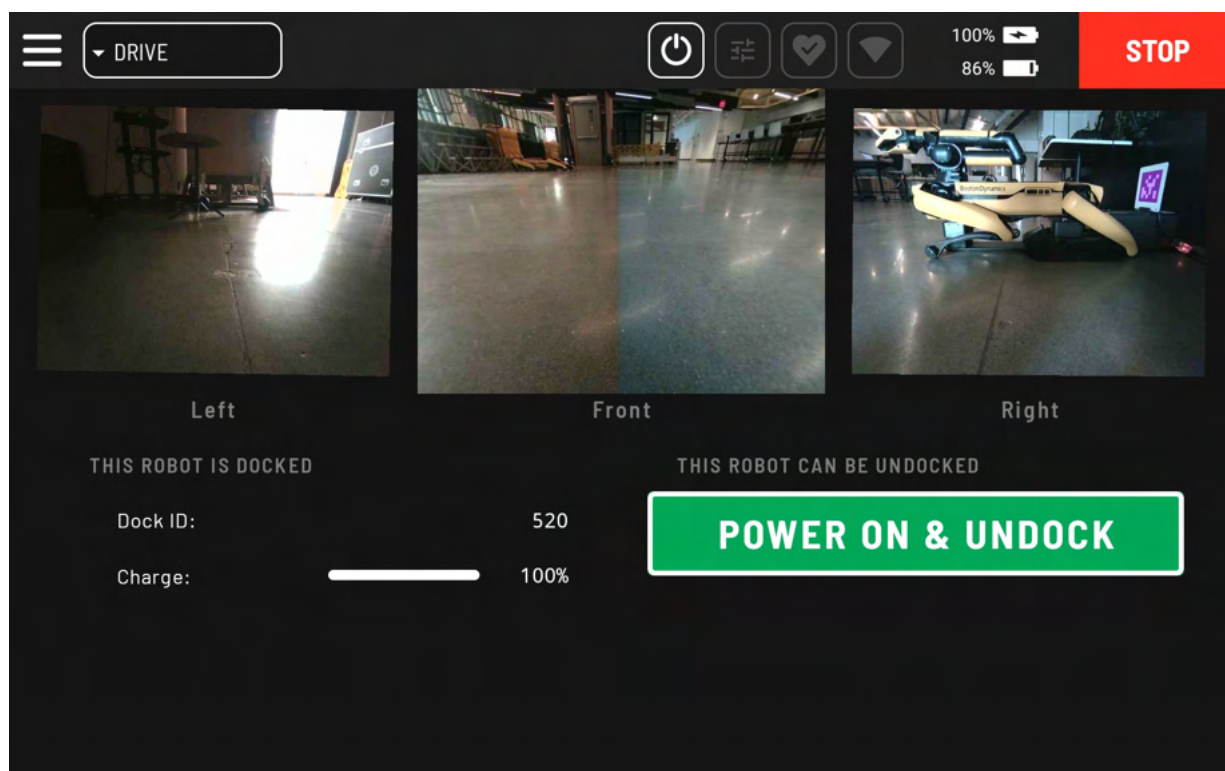 DRIVE
100%
86%
STOP
BostonDynamics
Left
Front
Right
THIS ROBOT IS DOCKED
THIS ROBOT CAN BE UNDOCKED
Dock ID:
520
POWER ON & UNDOCK
Charge:
100%